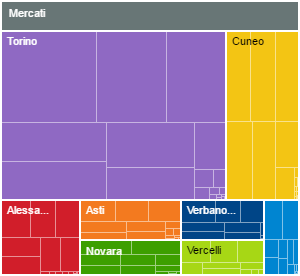 Mercati
Torino
Cuneo
Alessa...
Asti
Verbano...
Novara
Vercelli